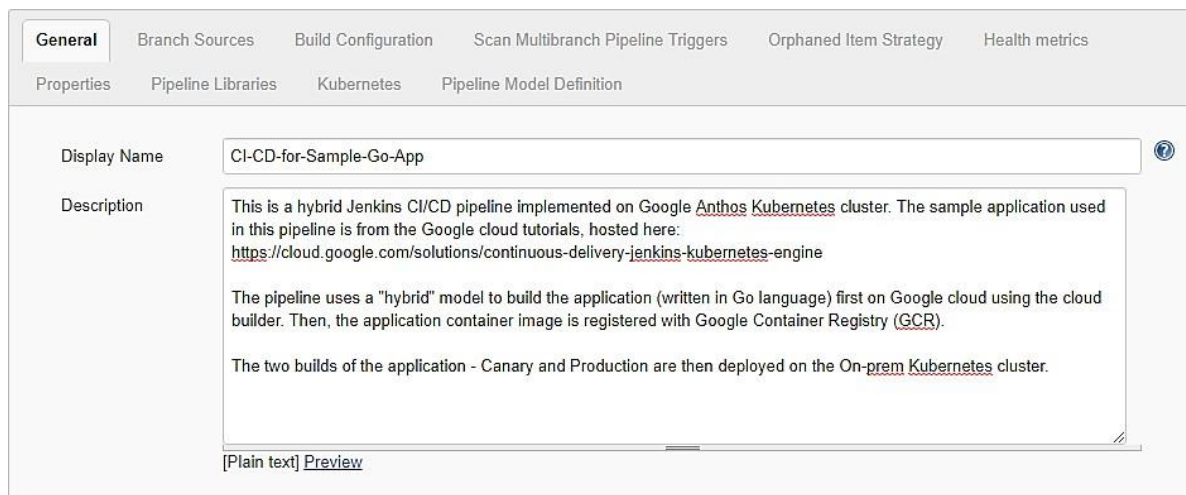 General Branch Sources Build Configuration Scan Multibranch Pipeline Triggers Orphaned Item Strategy Health metrics
Properties Pipeline Libraries Kubernetes Pipeline Model Definition
Display Name CI-CD-for-Sample-Go-App ?
Description This is a hybrid Jenkins CI/CD pipeline implemented on Google Anthos Kubernetes cluster. The sample application used
in this pipeline is from the Google cloud tutorials, hosted here:
https://cloud.google.com/solutions/continuous-delivery-jenkins-kubernetes-engine
The pipeline uses a "hybrid" model to build the application (written in Go language) first on Google cloud using the cloud
builder. Then, the application container image is registered with Google Container Registry (GCR).
The two builds of the application - Canary and Production are then deployed on the On-prem Kubernetes cluster.
[Plain text] Preview